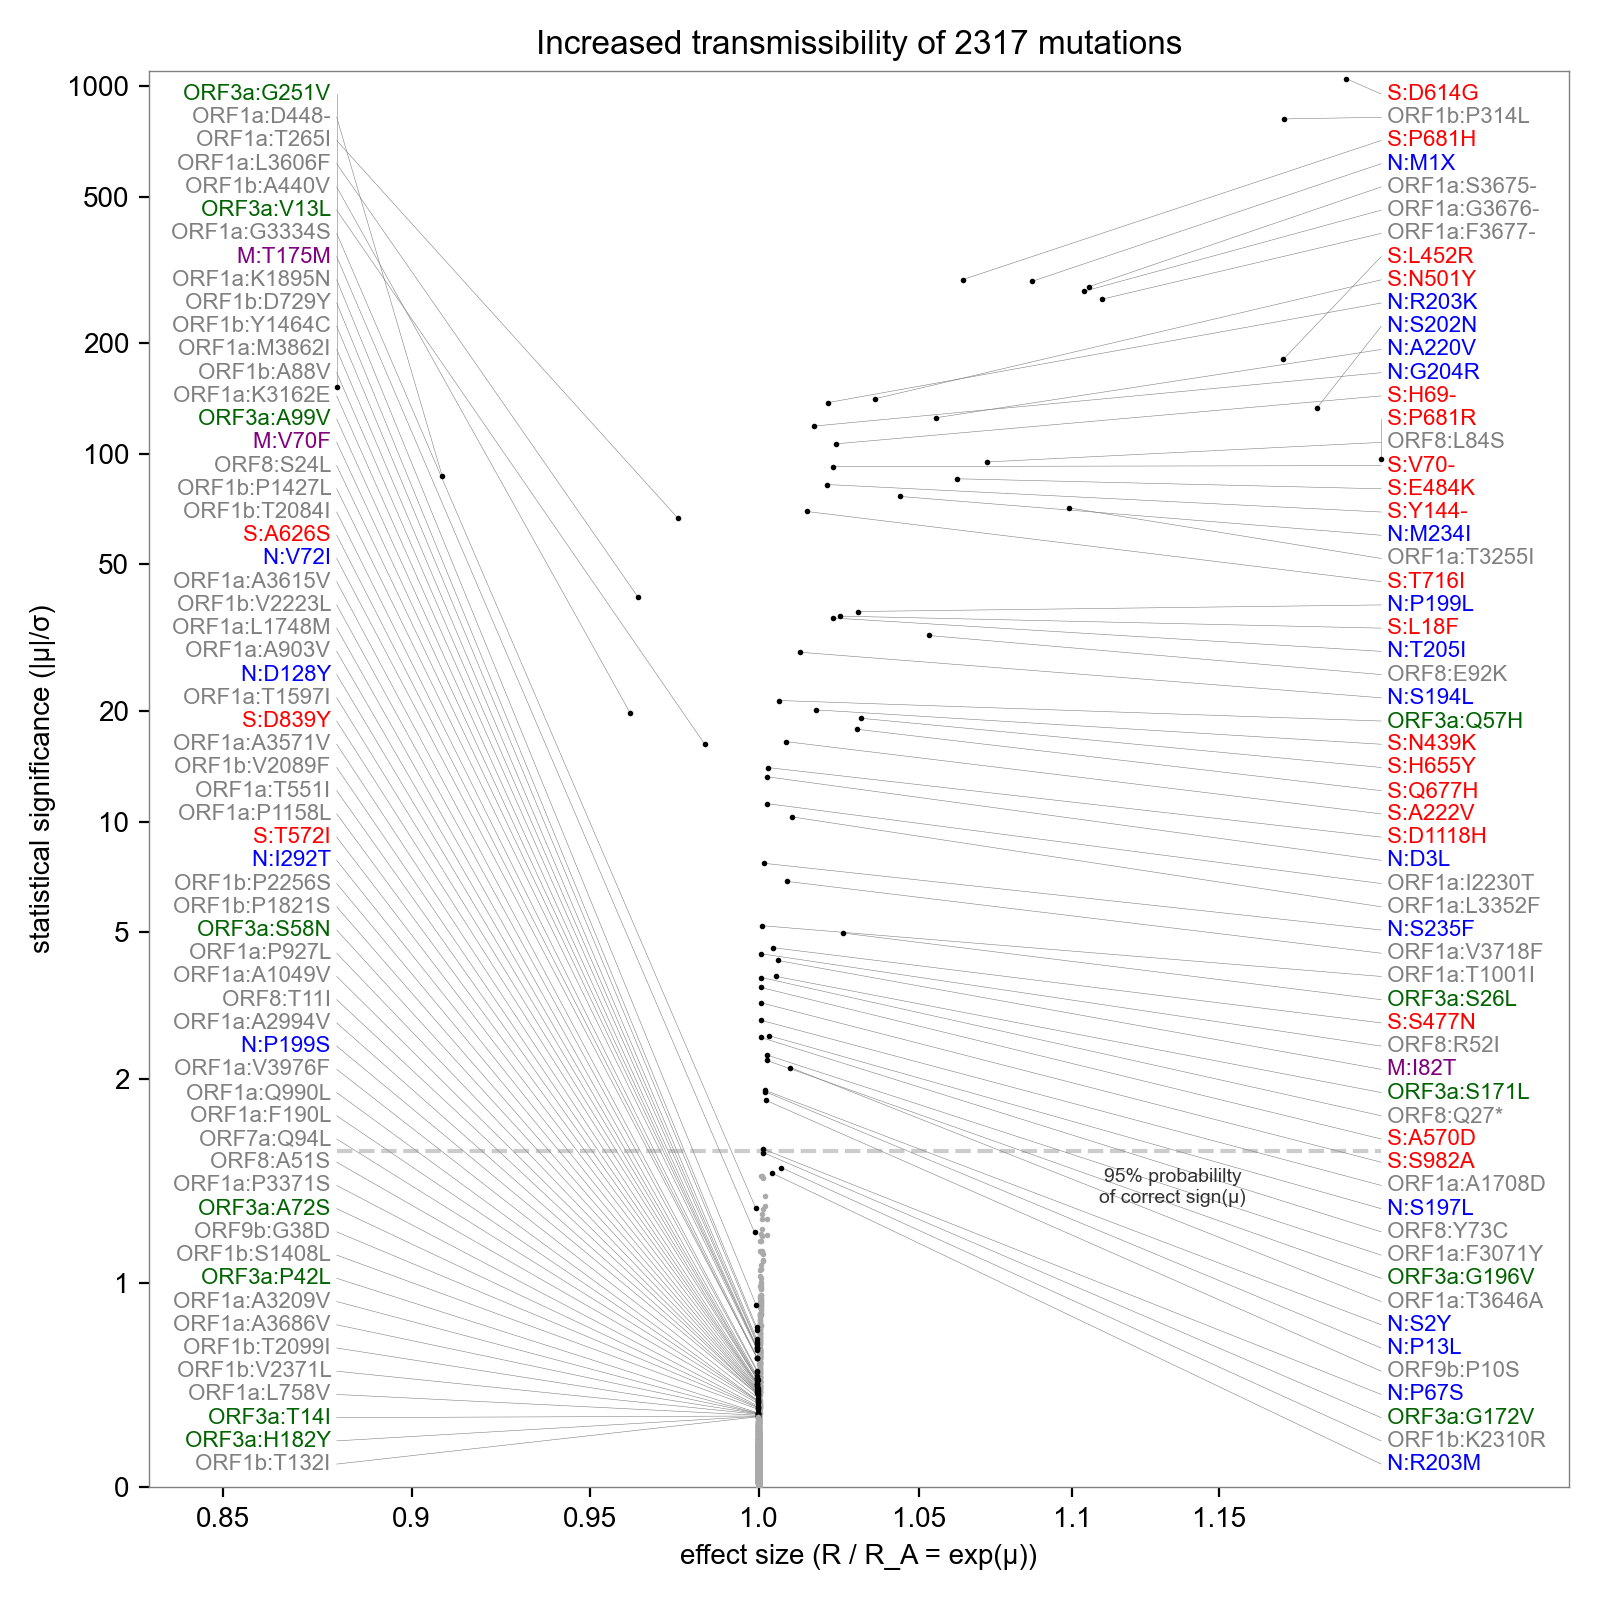 Increased transmissibility of 2317 mutations
1000
500
200
100
50
20
10
5
2
1
0
statistical significance (|μ|/σ)
ORF3a:G251V
ORF1a:D448-
ORF1a:T265I
ORF1a:L3606F
ORF1b:A440V
ORF3a:V13L
ORF1a:G3334S
M:T175M
ORF1a:K1895N
ORF1b:D729Y
ORF1b:Y1464C
ORF1a:M3862I
ORF1b:A88V
ORF1a:K3162E
ORF3a:A99V
M:V70F
ORF8:S24L
ORF1b:P1427L
ORF1b:T2084I
S:A626S
N:V72I
ORF1a:A3615V
ORF1b:V2223L
ORF1a:L1748M
ORF1a:A903V
N:D128Y
ORF1a:T1597I
S:D839Y
ORF1a:A3571V
ORF1b:V2089F
ORF1a:T551I
ORF1a:P1158L
S:T572I
N:I292T
ORF1b:P2256S
ORF1b:P1821S
ORF3a:S58N
ORF1a:P927L
ORF1a:A1049V
ORF8:T11I
ORF1a:A2994V
N:P199S
ORF1a:V3976F
ORF1a:Q990L
ORF1a:F190L
ORF7a:Q94L
ORF8:A51S
ORF1a:P3371S
ORF3a:A72S
ORF9b:G38D
ORF1b:S1408L
ORF3a:P42L
ORF1a:A3209V
ORF1a:A3686V
ORF1b:T2099I
ORF1b:V2371L
ORF1a:L758V
ORF3a:T14I
ORF3a:H182Y
ORF1b:T132I
S:D614G
ORF1b:P314L
S:P681H
N:M1X
ORF1a:S3675-
ORF1a:G3676-
ORF1a:F3677-
S:L452R
S:N501Y
N:R203K
N:S202N
N:A220V
N:G204R
S:H69-
S:P681R
ORF8:L84S
S:V70-
S:E484K
S:Y144-
N:M234I
ORF1a:T3255I
S:T716I
N:P199L
S:L18F
N:T205I
ORF8:E92K
N:S194L
ORF3a:Q57H
S:N439K
S:H655Y
S:Q677H
S:A222V
S:D1118H
N:D3L
ORF1a:I2230T
ORF1a:L3352F
N:S235F
ORF1a:V3718F
ORF1a:T1001I
ORF3a:S26L
S:S477N
ORF8:R52I
M:I82T
ORF3a:S171L
ORF8:Q27*
S:A570D
S:S982A
ORF1a:A1708D
N:S197L
ORF8:Y73C
ORF1a:F3071Y
ORF3a:G196V
ORF1a:T3646A
N:S2Y
N:P13L
ORF9b:P10S
N:P67S
ORF3a:G172V
ORF1b:K2310R
N:R203M
95% probabililty
of correct sign(μ)
0.85
0.9
0.95
1.0
1.05
1.1
1.15
effect size (R / R_A = exp(μ))